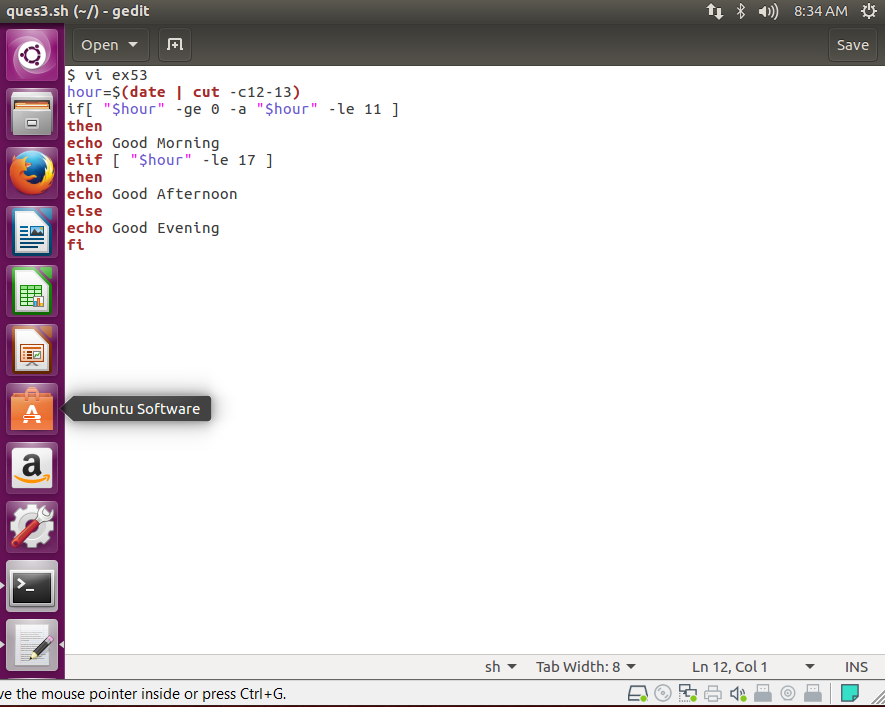 ques3.sh (~/) - gedit
8:34 AM
Open
Save
$ vi ex53
hour=$(date | cut -c12-13)
if[ "$hour" -ge 0 -a "$hour" -le 11 ]
then
echo Good Morning
elif [ "$hour" -le 17 ]
then
echo Good Afternoon
else
echo Good Evening
fi
Ubuntu Software
sh
Tab Width: 8
Ln 12, Col 1
INS
ve the mouse pointer inside or press Ctrl+G.